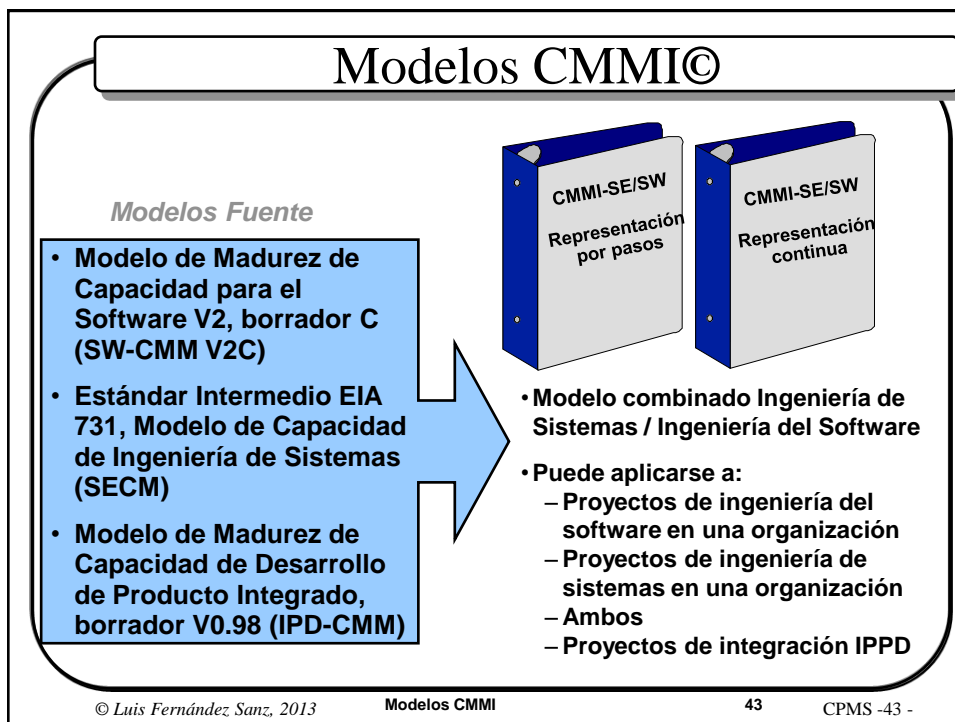 Modelos CMMI©
Modelos Fuente
• Modelo de Madurez de
Capacidad para el
Software V2, borrador C
(SW-CMM V2C)
• Estándar Intermedio EIA
731, Modelo de Capacidad
de Ingeniería de Sistemas
(SECM)
• Modelo de Madurez de
Capacidad de Desarrollo
de Producto Integrado,
borrador V0.98 (IPD-CMM)
CMMI-SE/SW
Representación
por pasos
CMMI-SE/SW
Representación
continua
• Modelo combinado Ingeniería de
Sistemas / Ingeniería del Software
• Puede aplicarse a:
– Proyectos de ingeniería del
software en una organización
– Proyectos de ingeniería de
sistemas en una organización
– Ambos
– Proyectos de integración IPPD
© Luis Fernández Sanz, 2013 Modelos CMMI 43 CPMS -43 -